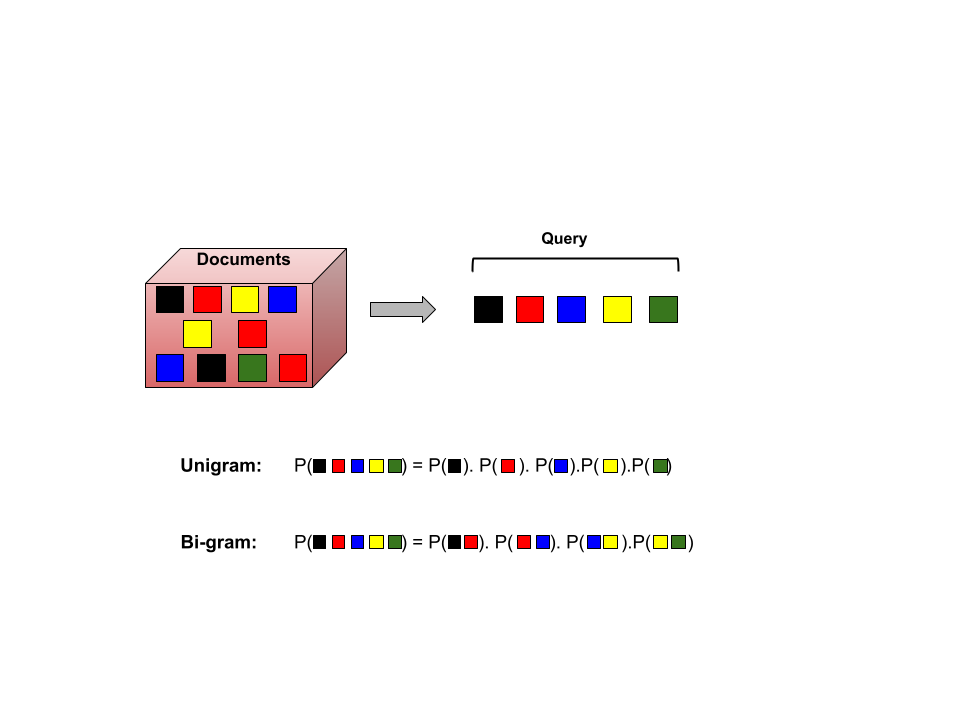 Query
Documents
Unigram: P( ) = P( ). P( ). P( ).P( ).P( )
Bi-gram: P( ) = P( ). P( ). P( ).P( )